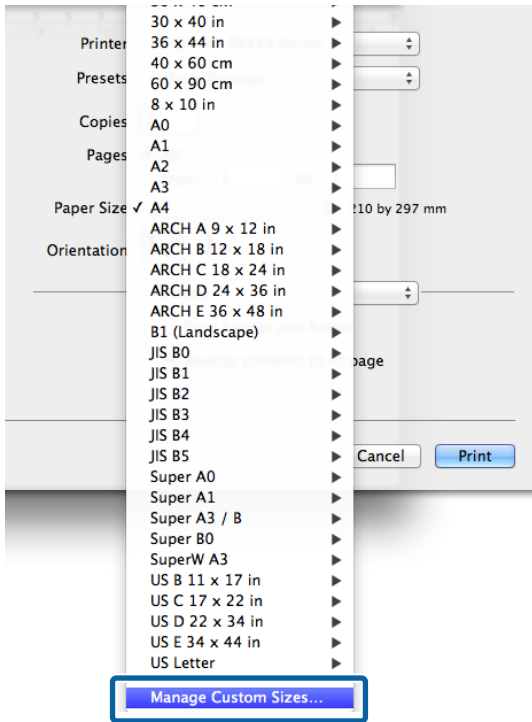 30 x 40 in
Printer 36 x 44 in
40 x 60 cm
Presets 60 x 90 cm
8 x 10 in
Copies A0
A1
Pages A2
A3
Paper Size ✓ A4 210 by 297 mm
ARCH A 9 x 12 in
Orientation ARCH B 12 x 18 in
ARCH C 18 x 24 in
ARCH D 24 x 36 in
ARCH E 36 x 48 in
B1 (Landscape)
JIS B0 page
JIS B1
JIS B2
JIS B3
JIS B4
JIS B5 Cancel Print
Super A0
Super A1
Super A3 / B
Super B0
SuperW A3
US B 11 x 17 in
US C 17 x 22 in
US D 22 x 34 in
US E 34 x 44 in
US Letter
Manage Custom Sizes...